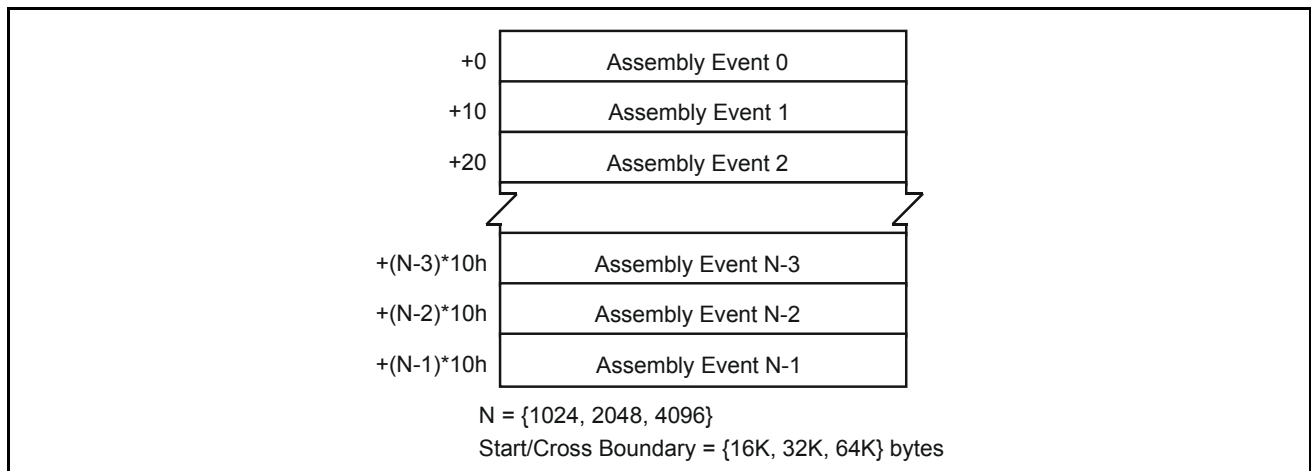 +0 Assembly Event 0
+10 Assembly Event 1
+20 Assembly Event 2
+(N-3)*10h Assembly Event N-3
+(N-2)*10h Assembly Event N-2
+(N-1)*10h Assembly Event N-1
N = {1024, 2048, 4096}
Start/Cross Boundary = {16K, 32K, 64K} bytes